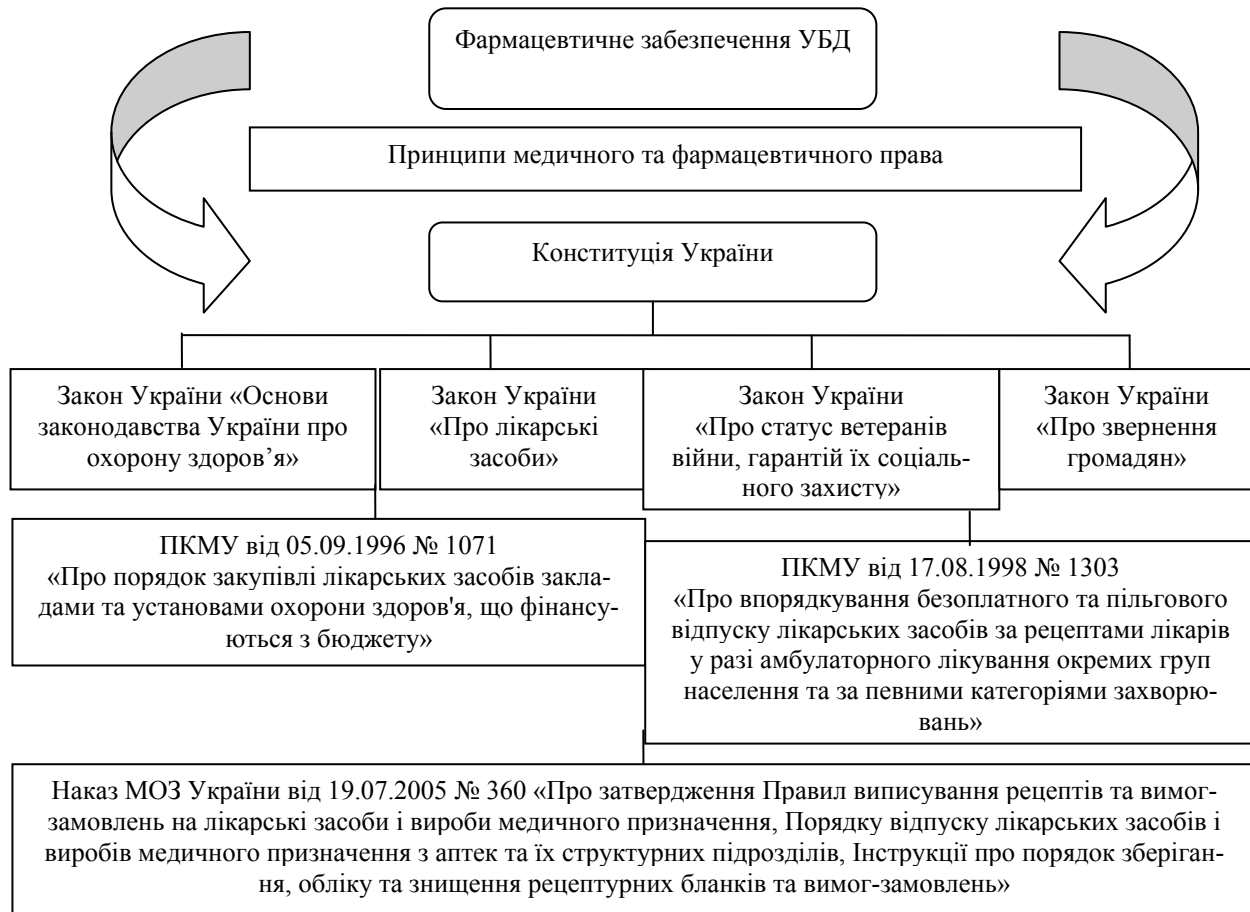 Фармацевтичне забезпечення УБД
Принципи медичного та фармацевтичного права
Конституція України
Закон України «Основи
законодавства України про
охорону здоров’я»
Закон України
«Про лікарські
засоби»
Закон України
«Про статус ветеранів
війни, гарантій їх соціаль-
ного захисту»
Закон України
«Про звернення
громадян»
ПКМУ від 05.09.1996 № 1071
«Про порядок закупівлі лікарських засобів закла-
дами та установами охорони здоров'я, що фінансу-
ються з бюджету»
ПКМУ від 17.08.1998 № 1303
«Про впорядкування безоплатного та пільгового
відпуску лікарських засобів за рецептами лікарів
у разі амбулаторного лікування окремих груп
населення та за певними категоріями захворю-
вань»
Наказ МОЗ України від 19.07.2005 № 360 «Про затвердження Правил виписування рецептів та вимог-
замовлень на лікарські засоби і вироби медичного призначення, Порядку відпуску лікарських засобів і
виробів медичного призначення з аптек та їх структурних підрозділів, Інструкції про порядок зберіган-
ня, обліку та знищення рецептурних бланків та вимог-замовлень»